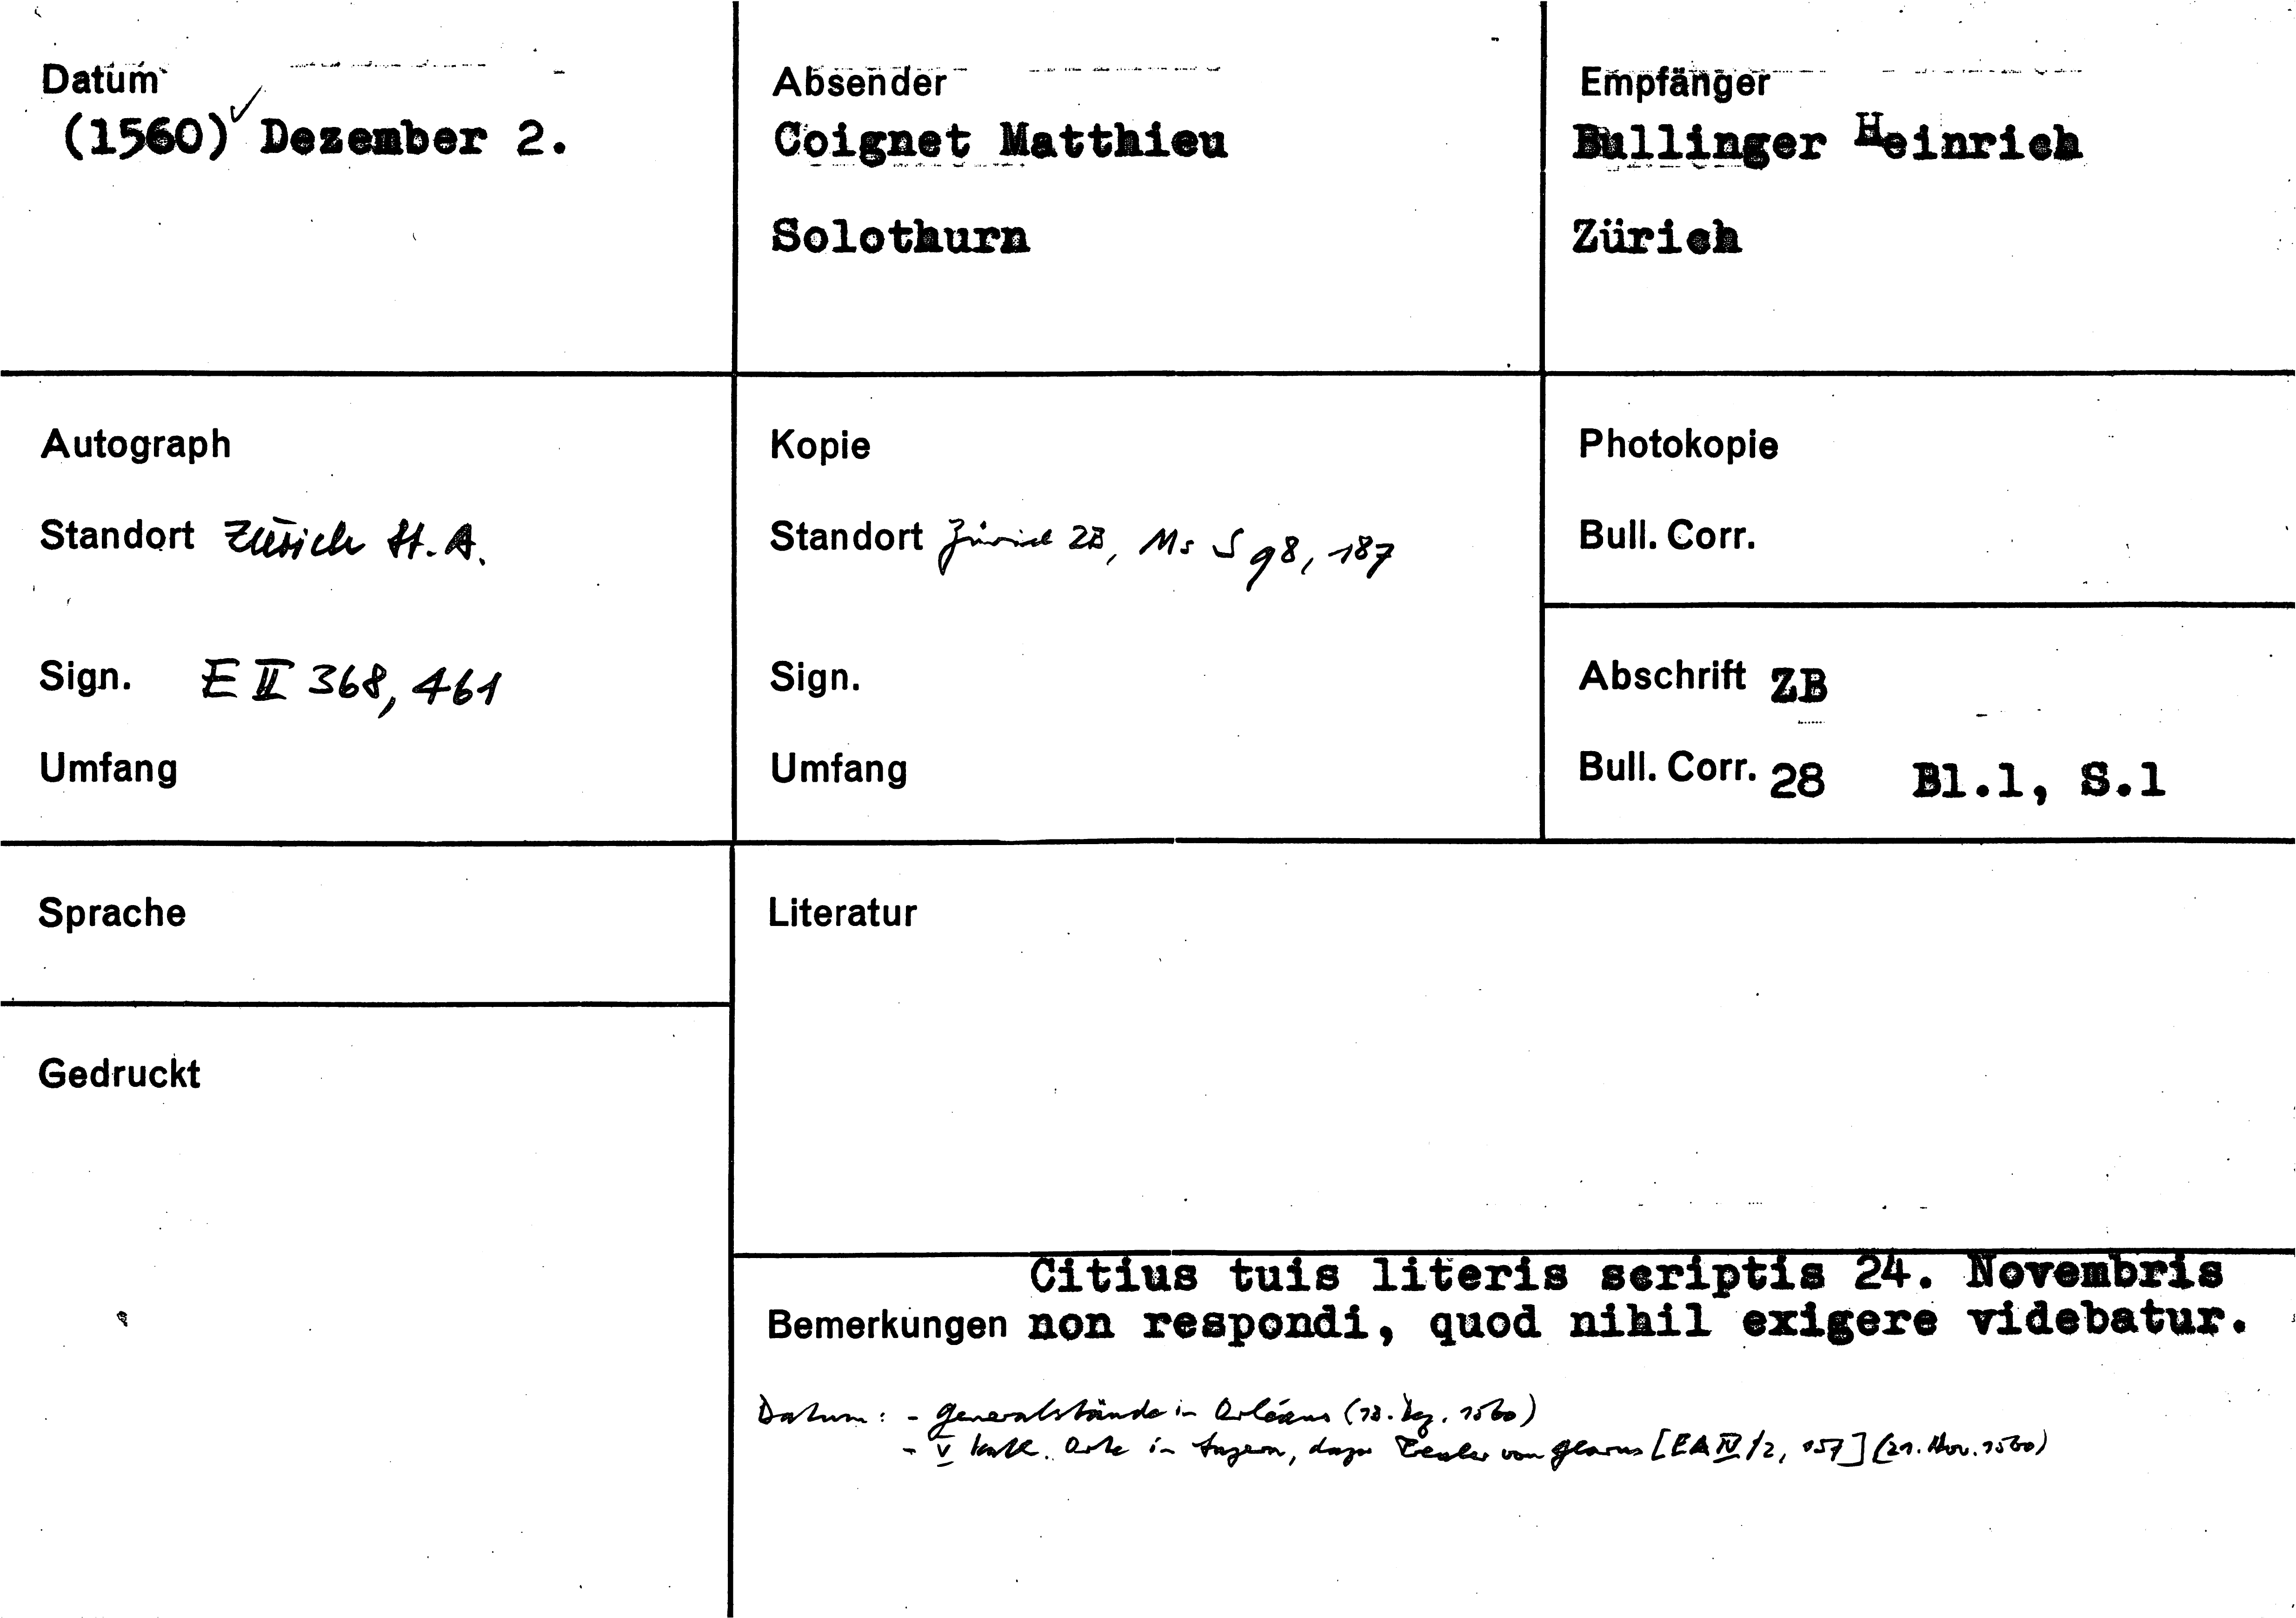 Datum
(1560)✓ Dezember 2.
Absender
Coignet Matthieu
Solothurn
Empfänger
Bullinger Heinrich
Zürich
Autograph
Standort Zürich St.A.
Sign. E II 368, 461
Umfang
Kopie
Standort Zürich ZB, Ms S 98, 187
Sign.
Umfang
Photokopie
Bull. Corr.
Abschrift ZB
Bull. Corr. 28 Bl.1, S.1
Sprache
Gedruckt
Literatur
Citius tuis literis scriptis 24. Novembris
Bemerkungen non respondi, quod nihil exigere videbatur.
Datum: - Generalstände in Orléans (13. Dez. 1560)
- V kath. Orte in Luzern, dazu von Glarus [EA IV/2, 157] (21. Nov. 1560)